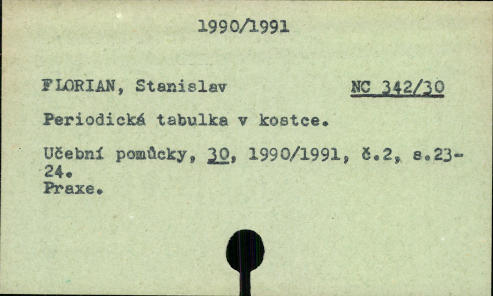 1990/1991
FLORIAN, Stanislav NC 342/30
Periodická tabulka v kostce.
Učební pomůcky, 30, 1990/1991, č.2, s.23-
24.
Praxe.